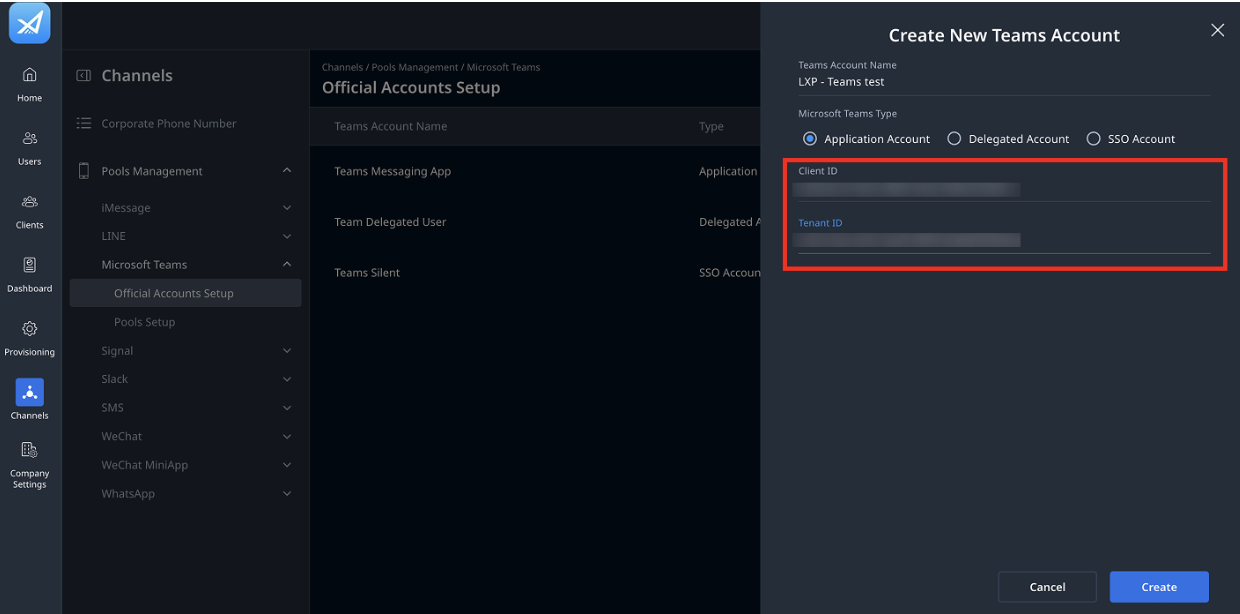 Home
Users
Clients
Dashboard
Provisioning
Channels
Company
Settings
Channels
Corporate Phone Number
Pools Management
iMessage
LINE
Microsoft Teams
Official Accounts Setup
Pools Setup
Signal
Slack
SMS
WeChat
WeChat MiniApp
WhatsApp
Channels / Pools Management / Microsoft Teams
Official Accounts Setup
Teams Account Name Type
Teams Messaging App Application
Team Delegated User Delegated A
Teams Silent SSO Accoun
Create New Teams Account
Teams Account Name
LXP - Teams test
Microsoft Teams Type
Application Account Delegated Account SSO Account
Client ID
Tenant ID
Cancel Create